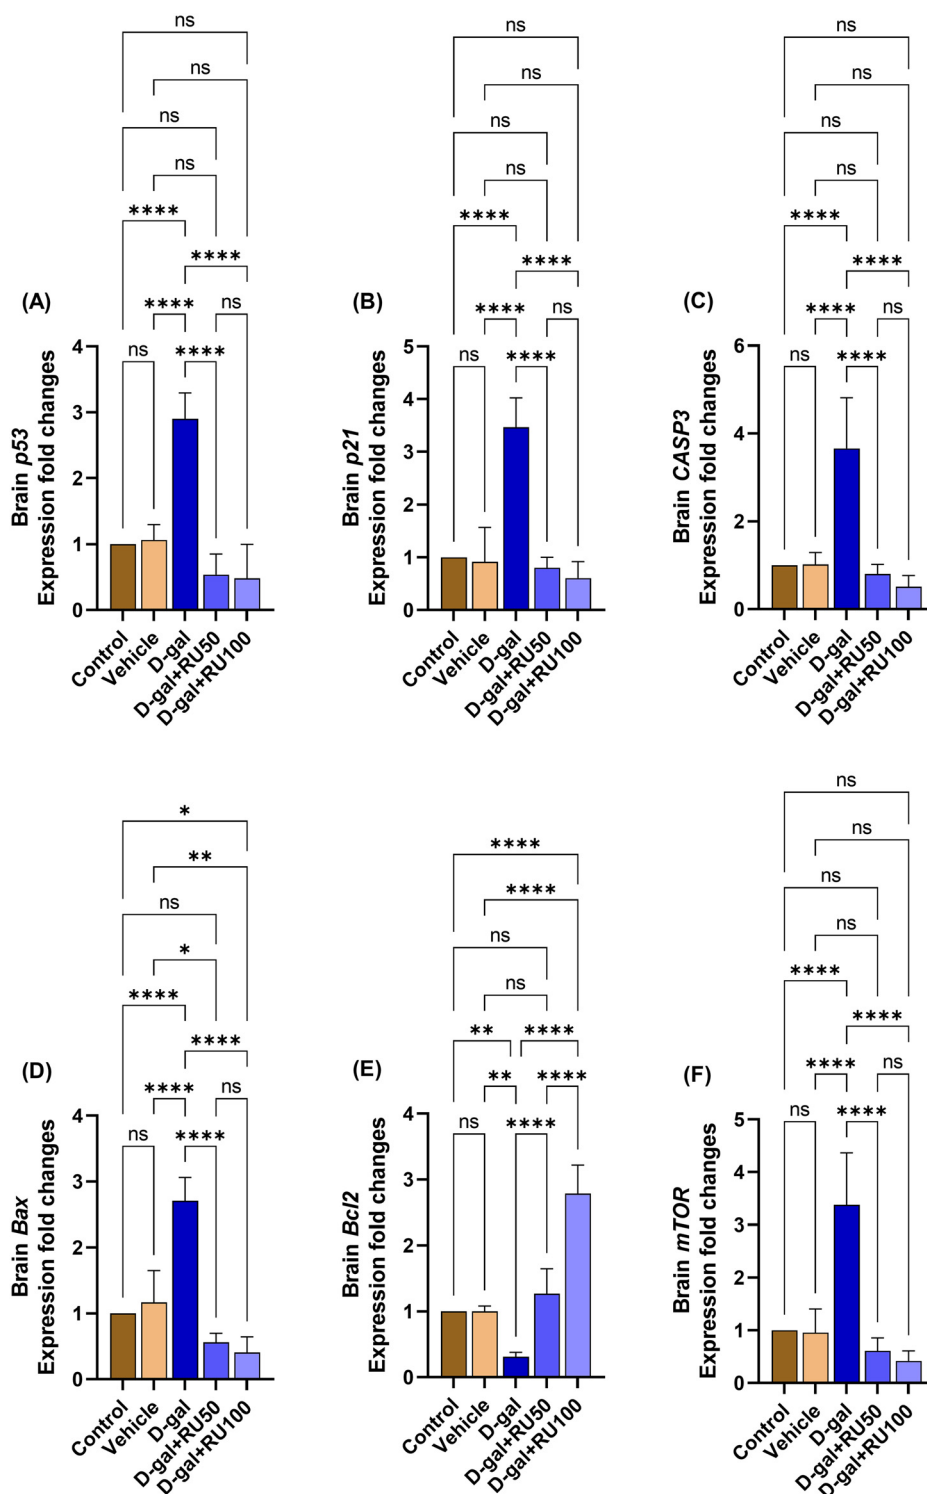 ns
ns
ns
ns
****
****
(A)
****
ns
ns
****
Brain p53
Expression fold changes
4
3
2
1
0
Control
Vehicle
D-gal
D-gal+RU50
D-gal+RU100
ns
ns
ns
ns
****
****
(B)
****
ns
ns
****
Brain p21
Expression fold changes
5
4
3
2
1
0
Control
Vehicle
D-gal
D-gal+RU50
D-gal+RU100
ns
ns
ns
ns
****
****
(C)
****
ns
ns
****
Brain CASP3
Expression fold changes
6
4
2
0
Control
Vehicle
D-gal
D-gal+RU50
D-gal+RU100
*
**
ns
*
****
****
(D)
****
ns
ns
****
Brain Bax
Expression fold changes
4
3
2
1
0
Control
Vehicle
D-gal
D-gal+RU50
D-gal+RU100
****
****
ns
ns
**
****
(E)
**
****
ns
****
Brain Bcl2
Expression fold changes
4
3
2
1
0
Control
Vehicle
D-gal
D-gal+RU50
D-gal+RU100
ns
ns
ns
ns
****
****
(F)
****
ns
ns
****
Brain mTOR
Expression fold changes
5
4
3
2
1
0
Control
Vehicle
D-gal
D-gal+RU50
D-gal+RU100